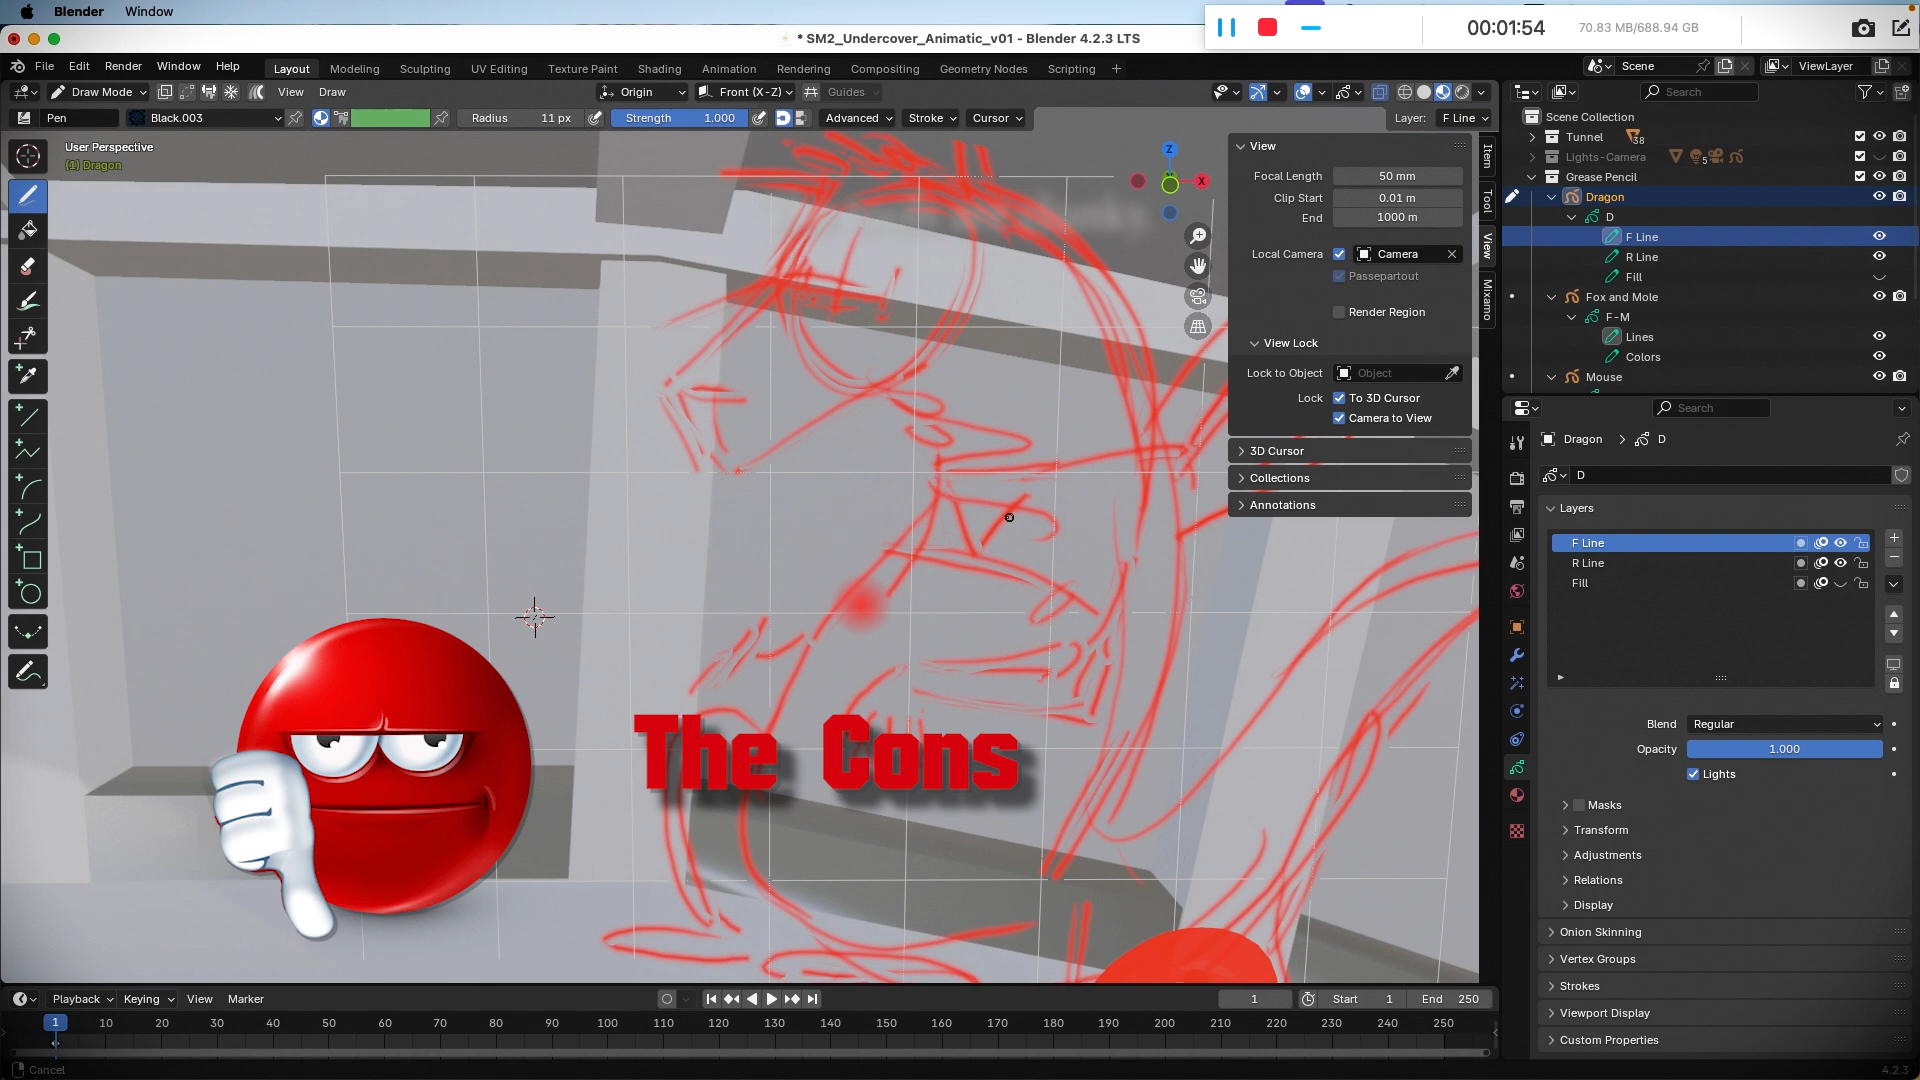 Blender Window
* SM2_Undercover_Animatic_v01 - Blender 4.2.3 LTS
00:01:54 70.83 MB/688.94 GB
File Edit Render Window Help
Layout Modeling Sculpting UV Editing Texture Paint Shading Animation Rendering Compositing Geometry Nodes Scripting +
Scene ViewLayer
Draw Mode View Draw Origin Front (X-Z) Guides
Search
Pen Black.003 Radius 11 px Strength 1.000 Advanced Stroke Cursor Layer: F Line
User Perspective
(1) Dragon
Z
X
View
Focal Length 50 mm
Clip Start 0.01 m
End 1000 m
Local Camera Camera
Passepartout
Render Region
View Lock
Lock to Object Object
Lock To 3D Cursor
Camera to View
3D Cursor
Collections
Annotations
Item
Tool
View
Mixamo
Scene Collection
Tunnel 38
Lights-Camera 5
Grease Pencil
Dragon
D
F Line
R Line
Fill
Fox and Mole
F-M
Lines
Colors
Mouse
Search
Dragon D
D
Layers
F Line
R Line
Fill
Blend Regular
Opacity 1.000
Lights
Masks
Transform
Adjustments
Relations
Display
Onion Skinning
Vertex Groups
Strokes
Viewport Display
Custom Properties
The Cons
Playback Keying View Marker
1 Start 1 End 250
1 10 20 30 40 50 60 70 80 90 100 110 120 130 140 150 160 170 180 190 200 210 220 230 240 250
Cancel
4.2.3